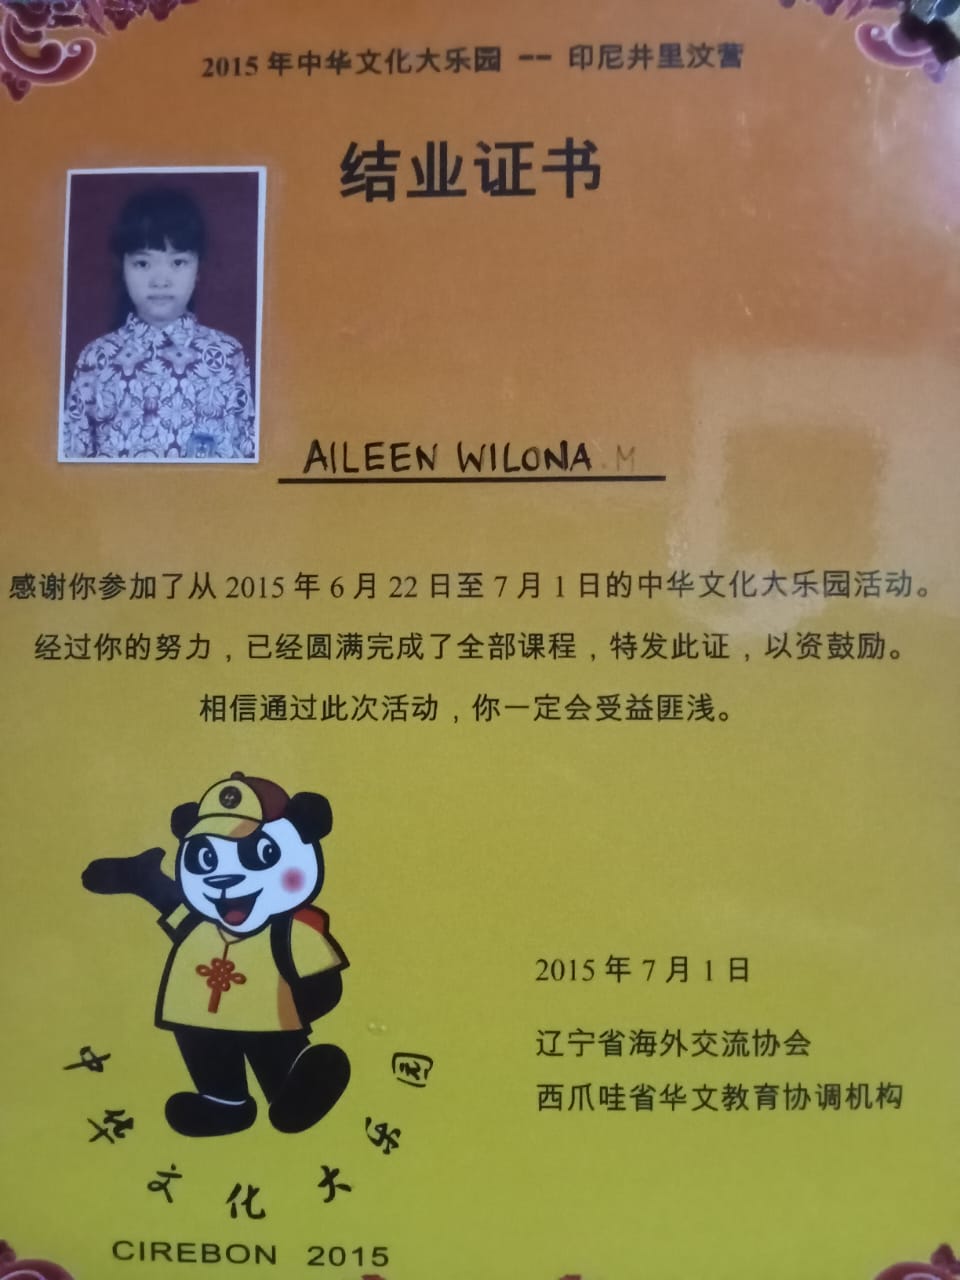 2015 年中华文化大乐园 -- 印尼井里汶营
结业证书
AILEEN WILONA .M
感谢你参加了从 2015 年 6 月 22 日至 7 月 1 日的中华文化大乐园活动。
经过你的努力，已经圆满完成了全部课程，特发此证，以资鼓励。
相信通过此次活动，你一定会受益匪浅。
2015 年 7 月 1 日
辽宁省海外交流协会
西爪哇省华文教育协调机构
中华文化大乐园
CIREBON 2015